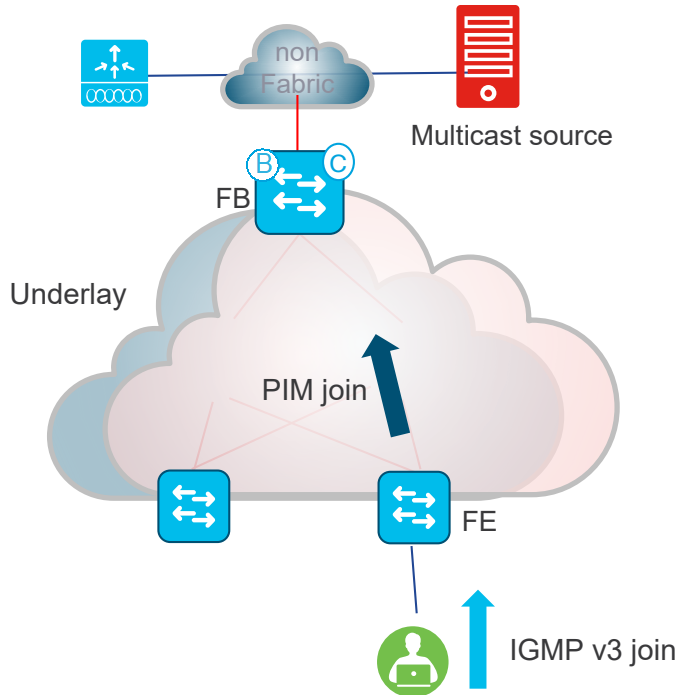 non
Fabric
Multicast source
B
C
FB
Underlay
PIM join
FE
IGMP v3 join